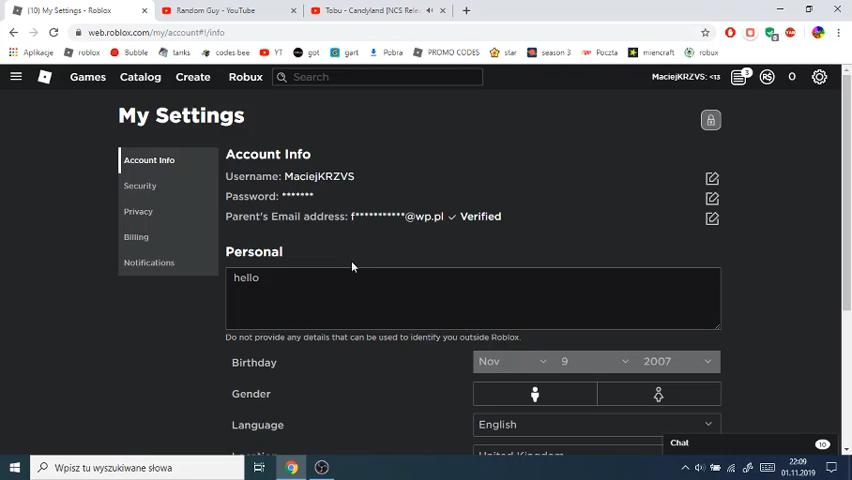 (10) My Settings - Roblox
Random Guy - YouTube
Tobu - Candyland [NCS Rele
web.roblox.com/my/account#!/info
Aplikacje
roblox
Bubble
tanks
codes bee
YT
got
gart
Pobra
PROMO CODES
star
season 3
Poczta
miencraft
robux
Games
Catalog
Create
Robux
Search
MaciejKRZVS: <13
3
R$
0
My Settings
Account Info
Security
Privacy
Billing
Notifications
Account Info
Username: MaciejKRZVS
Password: *******
Parent's Email address: f***********@wp.pl ✓ Verified
Personal
hello
Do not provide any details that can be used to identify you outside Roblox.
Birthday
Nov
9
2007
Gender
Language
English
United Kingdom
Chat
10
Wpisz tu wyszukiwane słowa
22:09
01.11.2019